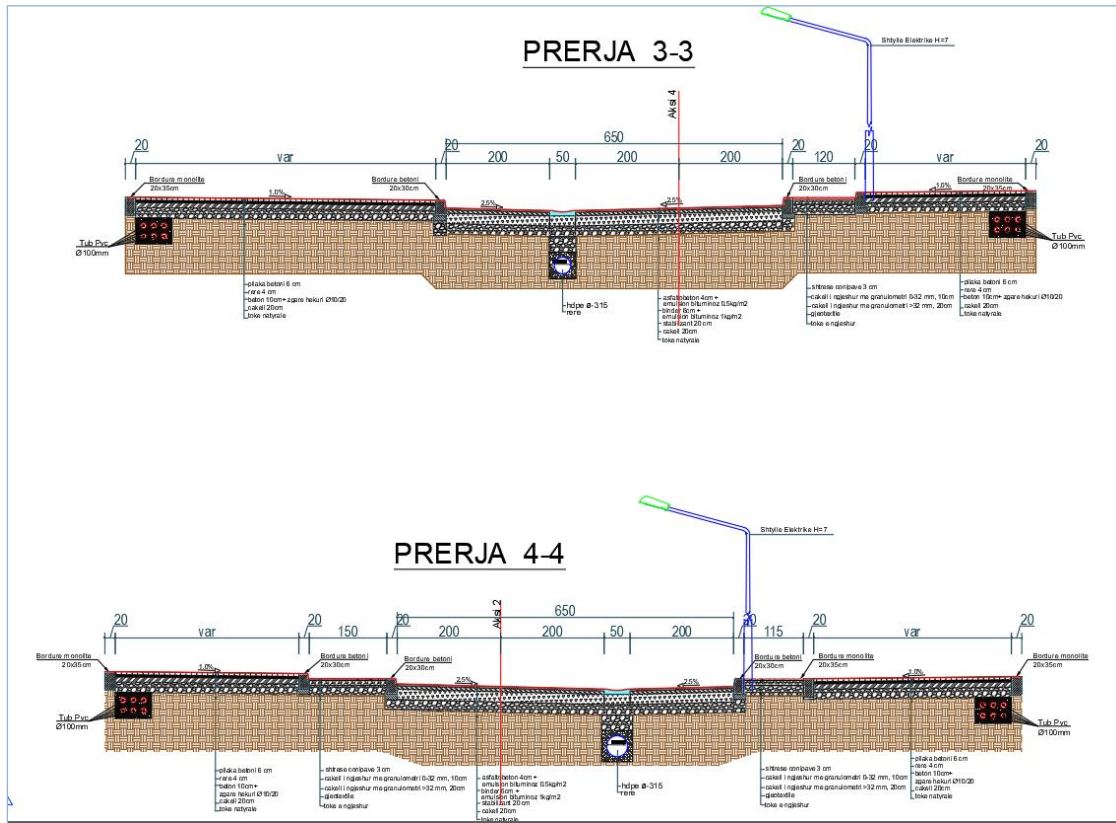 PRERJA 3-3
Shtylle Elektrike H=7
Aksi 4
650
20
var
20
200
50
200
200
20
120
20
var
20
Bordure monolite
20x35cm
1.0%
Bordure betoni
20x30cm
2.5%
2.5%
Bordure betoni
20x30cm
1.0%
Bordure monolite
20x35cm
Tub Pvc
Ø100mm
Tub Pvc
Ø100mm
pllaka betoni 6 cm
rere 4 cm
beton 10cm+ zgare hekuri Ø10/20
cakell 20cm
toke natyrale
hdpe ø-315
rere
asfaltobeton 4cm +
emulsion bituminoz 0.5kg/m2
binder 6cm +
emulsion bituminoz 1kg/m2
stabilizant 20 cm
cakell 20cm
toke natyrale
shtrese conipave 3 cm
cakell i ngjeshur me granulometri 0-32 mm, 10cm
cakell i ngjeshur me granulometri >32 mm, 20cm
gjeotextile
toke e ngjeshur
pllaka betoni 6 cm
rere 4 cm
beton 10cm+ zgare hekuri Ø10/20
cakell 20cm
toke natyrale
PRERJA 4-4
Shtylle Elektrike H=7
Aksi 2
650
20
var
20
150
20
200
200
50
200
20
115
20
var
20
Bordure monolite
20x35cm
1.0%
Bordure betoni
20x30cm
Bordure betoni
20x30cm
2.5%
2.5%
Bordure betoni
20x30cm
Bordure monolite
20x35cm
1.0%
Bordure monolite
20x35cm
Tub Pvc
Ø100mm
Tub Pvc
Ø100mm
pllaka betoni 6 cm
rere 4 cm
beton 10cm+
zgare hekuri Ø10/20
cakell 20cm
toke natyrale
shtrese conipave 3 cm
cakell i ngjeshur me granulometri 0-32 mm, 10cm
cakell i ngjeshur me granulometri >32 mm, 20cm
gjeotextile
toke e ngjeshur
asfaltobeton 4cm +
emulsion bituminoz 0.5kg/m2
binder 6cm +
emulsion bituminoz 1kg/m2
stabilizant 20 cm
cakell 20cm
toke natyrale
hdpe ø-315
rere
shtrese conipave 3 cm
cakell i ngjeshur me granulometri 0-32 mm, 10cm
cakell i ngjeshur me granulometri >32 mm, 20cm
gjeotextile
toke e ngjeshur
pllaka betoni 6 cm
rere 4 cm
beton 10cm+
zgare hekuri Ø10/20
cakell 20cm
toke natyrale